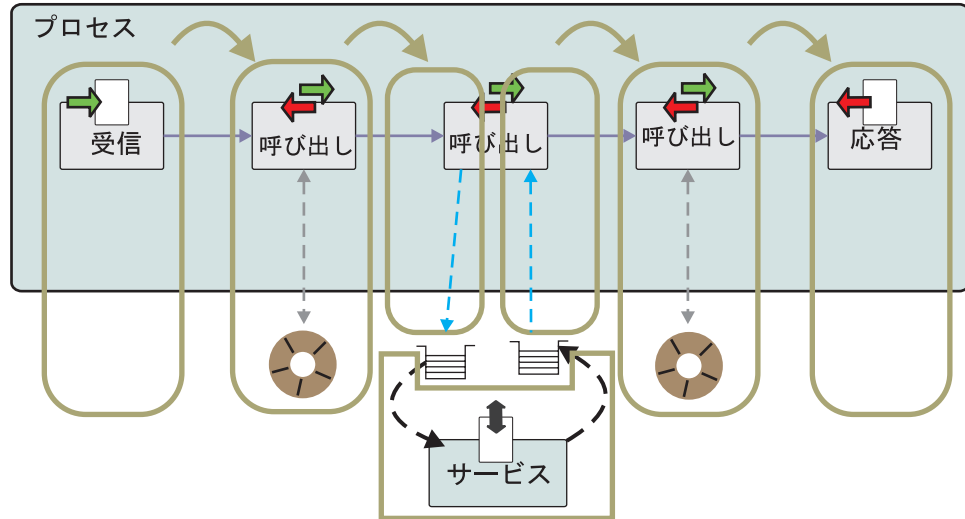 プロセス
受信
呼び出し
呼び出し
呼び出し
応答
サービス